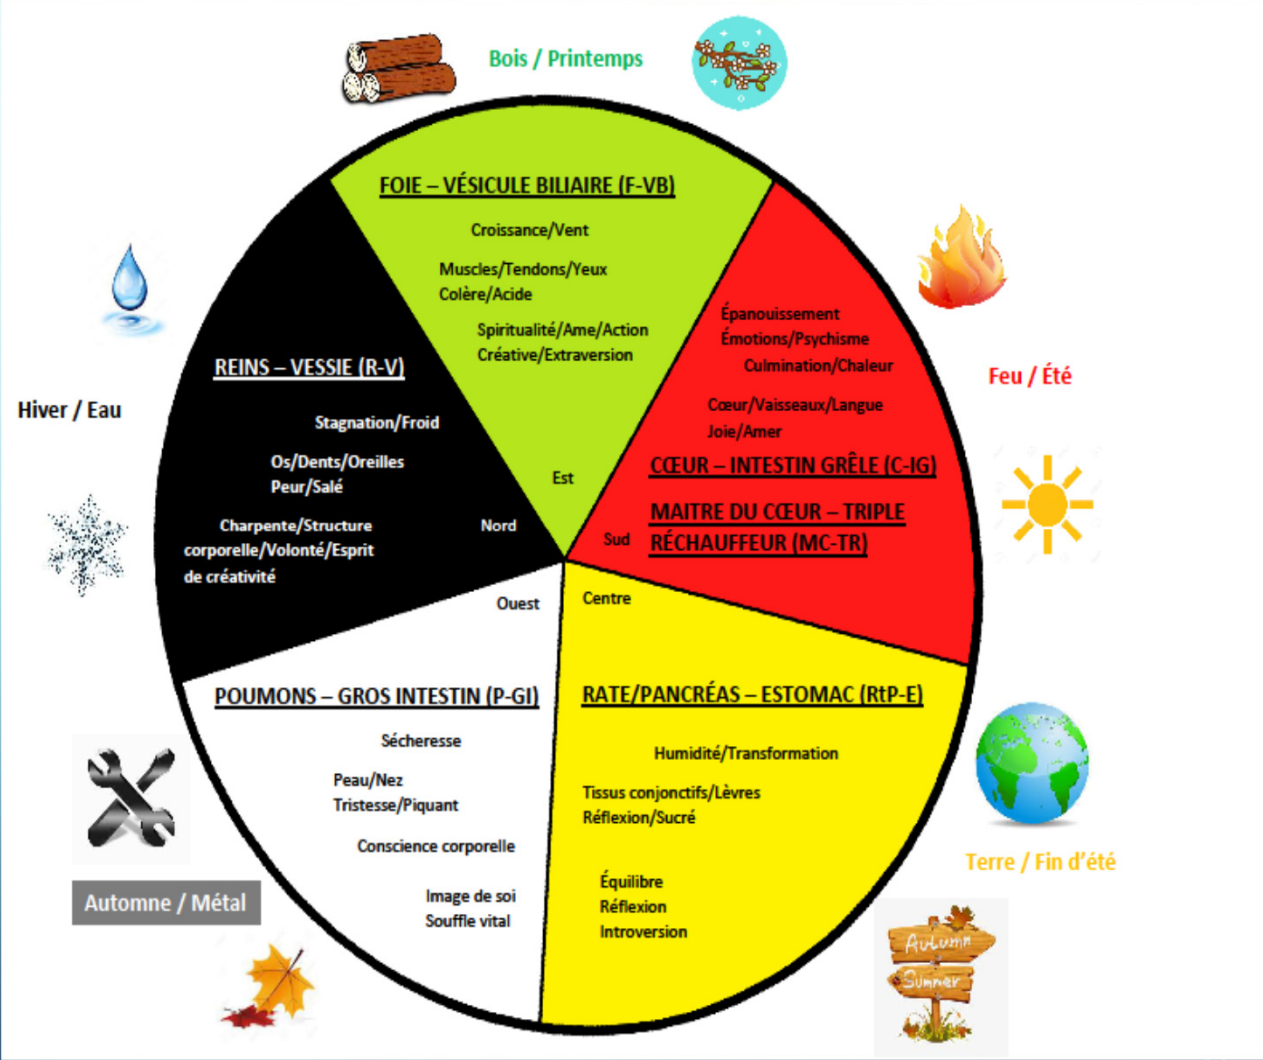 Bois / Printemps
FOIE – VÉSICULE BILIAIRE (F-VB)
Croissance/Vent
Muscles/Tendons/Yeux
Colère/Acide
Spiritualité/Ame/Action
Créative/Extraversion
Est
Épanouissement
Émotions/Psychisme
Culmination/Chaleur
Cœur/Vaisseaux/Langue
Joie/Amer
CŒUR – INTESTIN GRÊLE (C-IG)
MAITRE DU CŒUR – TRIPLE
RÉCHAUFFEUR (MC-TR)
Sud
Feu / Été
Centre
RATE/PANCRÉAS – ESTOMAC (RtP-E)
Humidité/Transformation
Tissus conjonctifs/Lèvres
Réflexion/Sucré
Équilibre
Réflexion
Introversion
Terre / Fin d’été
Autumn
Summer
Ouest
POUMONS – GROS INTESTIN (P-GI)
Sécheresse
Peau/Nez
Tristesse/Piquant
Conscience corporelle
Image de soi
Souffle vital
Automne / Métal
REINS – VESSIE (R-V)
Stagnation/Froid
Os/Dents/Oreilles
Peur/Salé
Nord
Charpente/Structure
corporelle/Volonté/Esprit
de créativité
Hiver / Eau